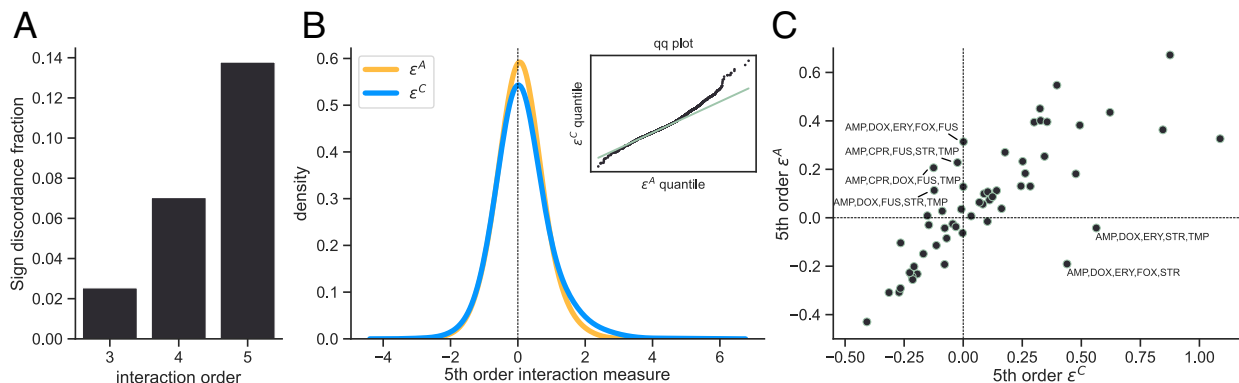 A
Sign discordance fraction
0.14
0.12
0.10
0.08
0.06
0.04
0.02
0.00
3 4 5
interaction order
B
density
0.6
0.5
0.4
0.3
0.2
0.1
0.0
−4 −2 0 2 4 6
5th order interaction measure
ε^A
ε^C
qq plot
ε^C quantile
ε^A quantile
C
5th order ε^A
0.6
0.4
0.2
0.0
−0.2
−0.4
−0.50 −0.25 0.00 0.25 0.50 0.75 1.00
5th order ε^C
AMP,DOX,ERY,FOX,FUS
AMP,CPR,FUS,STR,TMP
AMP,CPR,DOX,FUS,TMP
AMP,DOX,FUS,STR,TMP
AMP,DOX,ERY,STR,TMP
AMP,DOX,ERY,FOX,STR